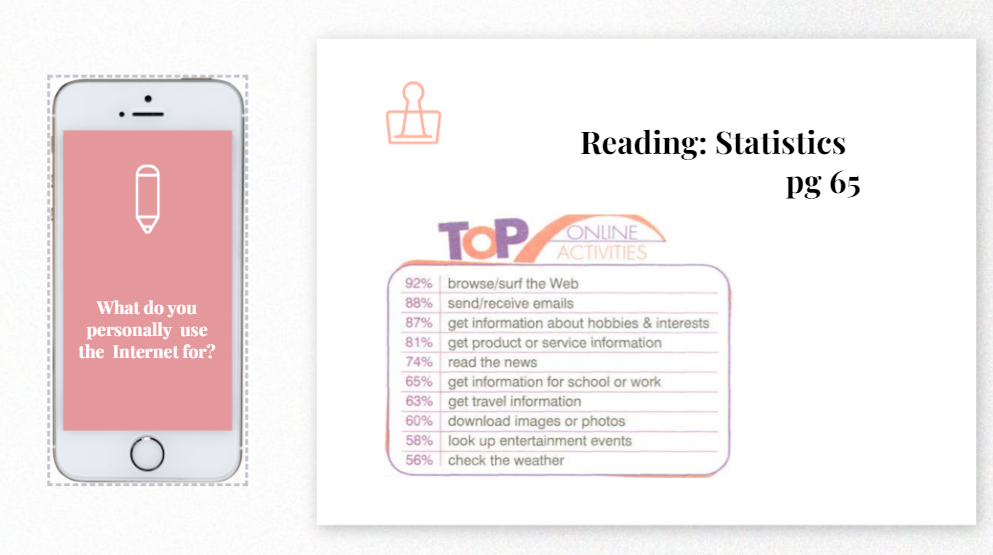 What do you
personally use
the Internet for?
Reading: Statistics
pg 65
TOP ONLINE
ACTIVITIES
92% browse/surf the Web
88% send/receive emails
87% get information about hobbies & interests
81% get product or service information
74% read the news
65% get information for school or work
63% get travel information
60% download images or photos
58% look up entertainment events
56% check the weather